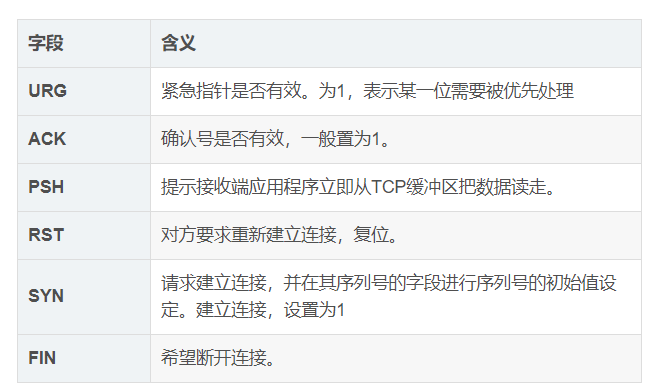 字段 含义
URG 紧急指针是否有效。为1，表示某一位需要被优先处理
ACK 确认号是否有效，一般置为1。
PSH 提示接收端应用程序立即从TCP缓冲区把数据读走。
RST 对方要求重新建立连接，复位。
SYN 请求建立连接，并在其序列号的字段进行序列号的初始值设
定。建立连接，设置为1
FIN 希望断开连接。